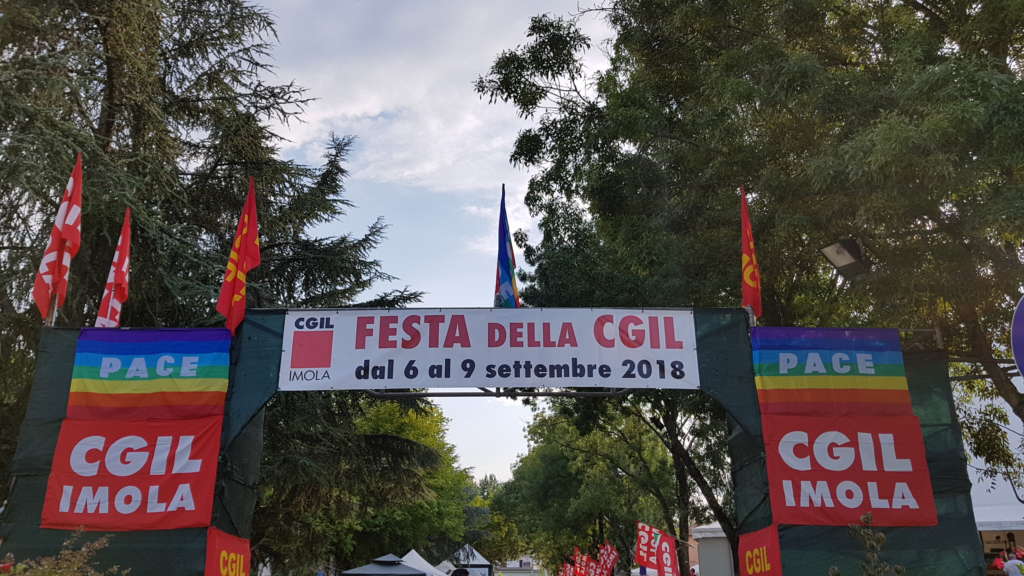 CGIL
IMOLA
FESTA DELLA CGIL
dal 6 al 9 settembre 2018
PACE
CGIL
IMOLA
CGIL
PACE
CGIL
IMOLA
CGIL
CGIL